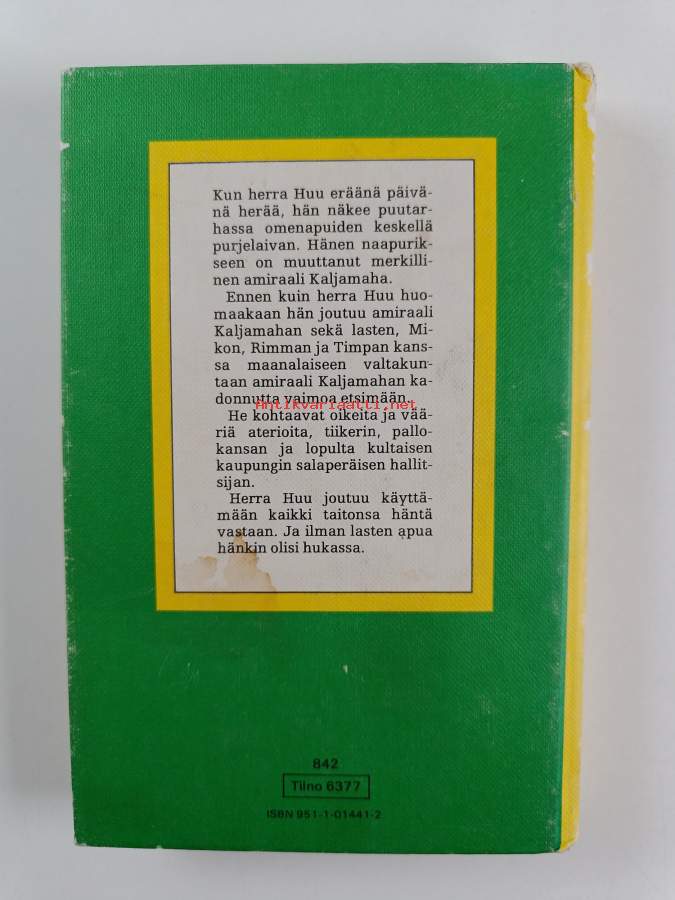 Kun herra Huu eräänä päivä-
nä herää, hän näkee puutar-
hassa omenapuiden keskellä
purjelaivan. Hänen naapurik-
seen on muuttanut merkilli-
nen amiraali Kaljamaha.
Ennen kuin herra Huu huo-
maakaan hän joutuu amiraali
Kaljamahan sekä lasten, Mi-
kon, Rimman ja Timpan kans-
sa maanalaiseen valtakun-
taan amiraali Kaljamahan ka-
donnutta vaimoa etsimään.
Antikvariaatti.net
He kohtaavat oikeita ja vää-
riä aterioita, tiikerin, pallo-
kansan ja lopulta kultaisen
kaupungin salaperäisen hallit-
sijan.
Herra Huu joutuu käyttä-
mään kaikki taitonsa häntä
vastaan. Ja ilman lasten apua
hänkin olisi hukassa.
842
Tilno 6377
ISBN 951-1-01441-2